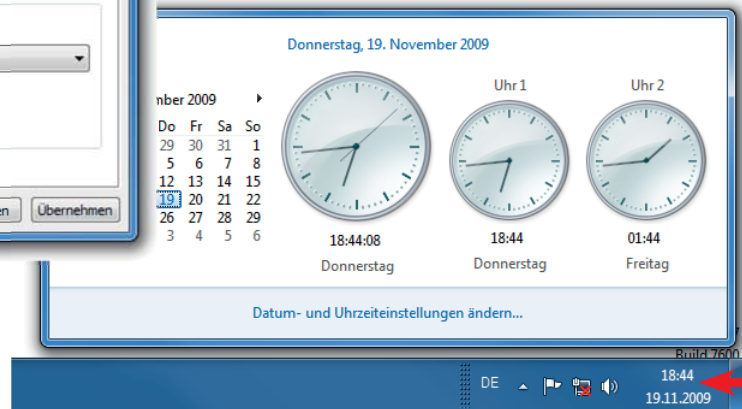 Donnerstag, 19. November 2009
mber 2009
Do Fr Sa So
29 30 31 1
5 6 7 8
12 13 14 15
19 20 21 22
26 27 28 29
3 4 5 6
18:44:08
Donnerstag
Uhr 1
18:44
Donnerstag
Uhr 2
01:44
Freitag
en
Übernehmen
Datum- und Uhrzeiteinstellungen ändern...
Build 7600
DE
18:44
19.11.2009